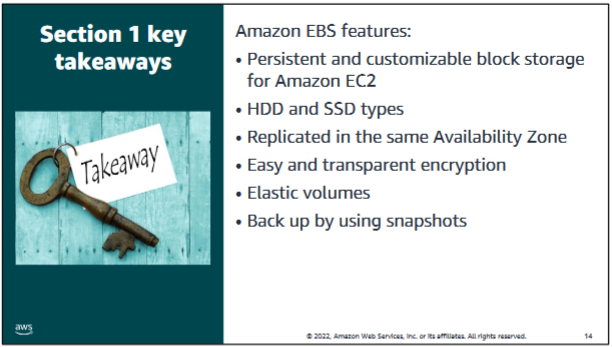 Section 1 key
takeaways
Takeaway
aws
Amazon EBS features:
• Persistent and customizable block storage
for Amazon EC2
• HDD and SSD types
• Replicated in the same Availability Zone
• Easy and transparent encryption
• Elastic volumes
• Back up by using snapshots
© 2022, Amazon Web Services, Inc. or its affiliates. All rights reserved.
14